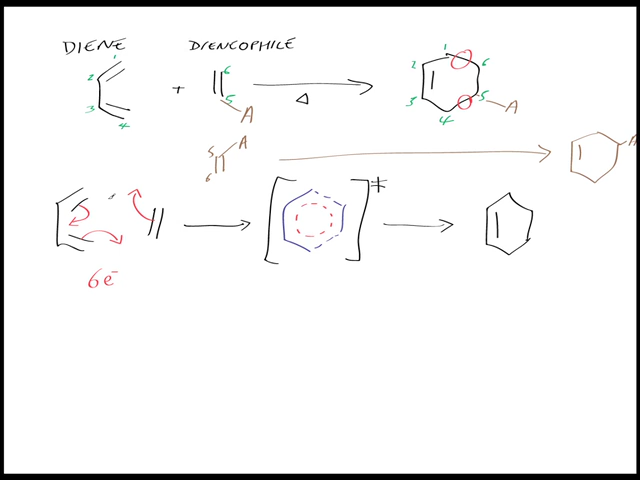 DIENE DIENOPHILE
1 2 3 4 + 6 5 A Δ 1 2 3 4 5 6 A
5 6 A A
‡
6e⁻